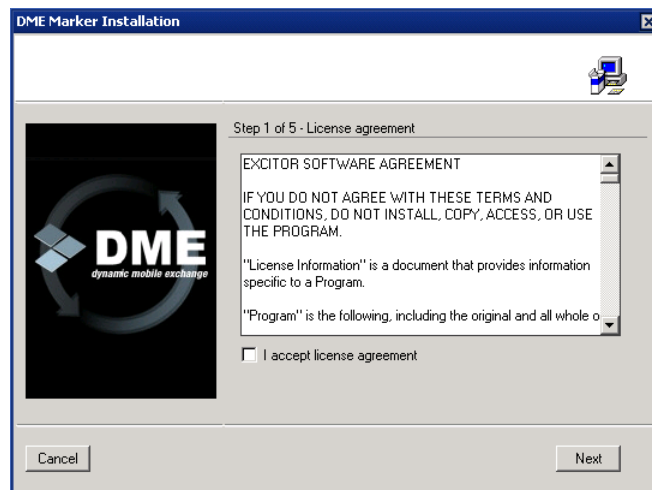 DME Marker Installation
Step 1 of 5 - License agreement
EXCITOR SOFTWARE AGREEMENT
IF YOU DO NOT AGREE WITH THESE TERMS AND
CONDITIONS, DO NOT INSTALL, COPY, ACCESS, OR USE
THE PROGRAM.
"License Information" is a document that provides information
specific to a Program.
"Program" is the following, including the original and all whole o
DME
dynamic mobile exchange
I accept license agreement
Cancel
Next